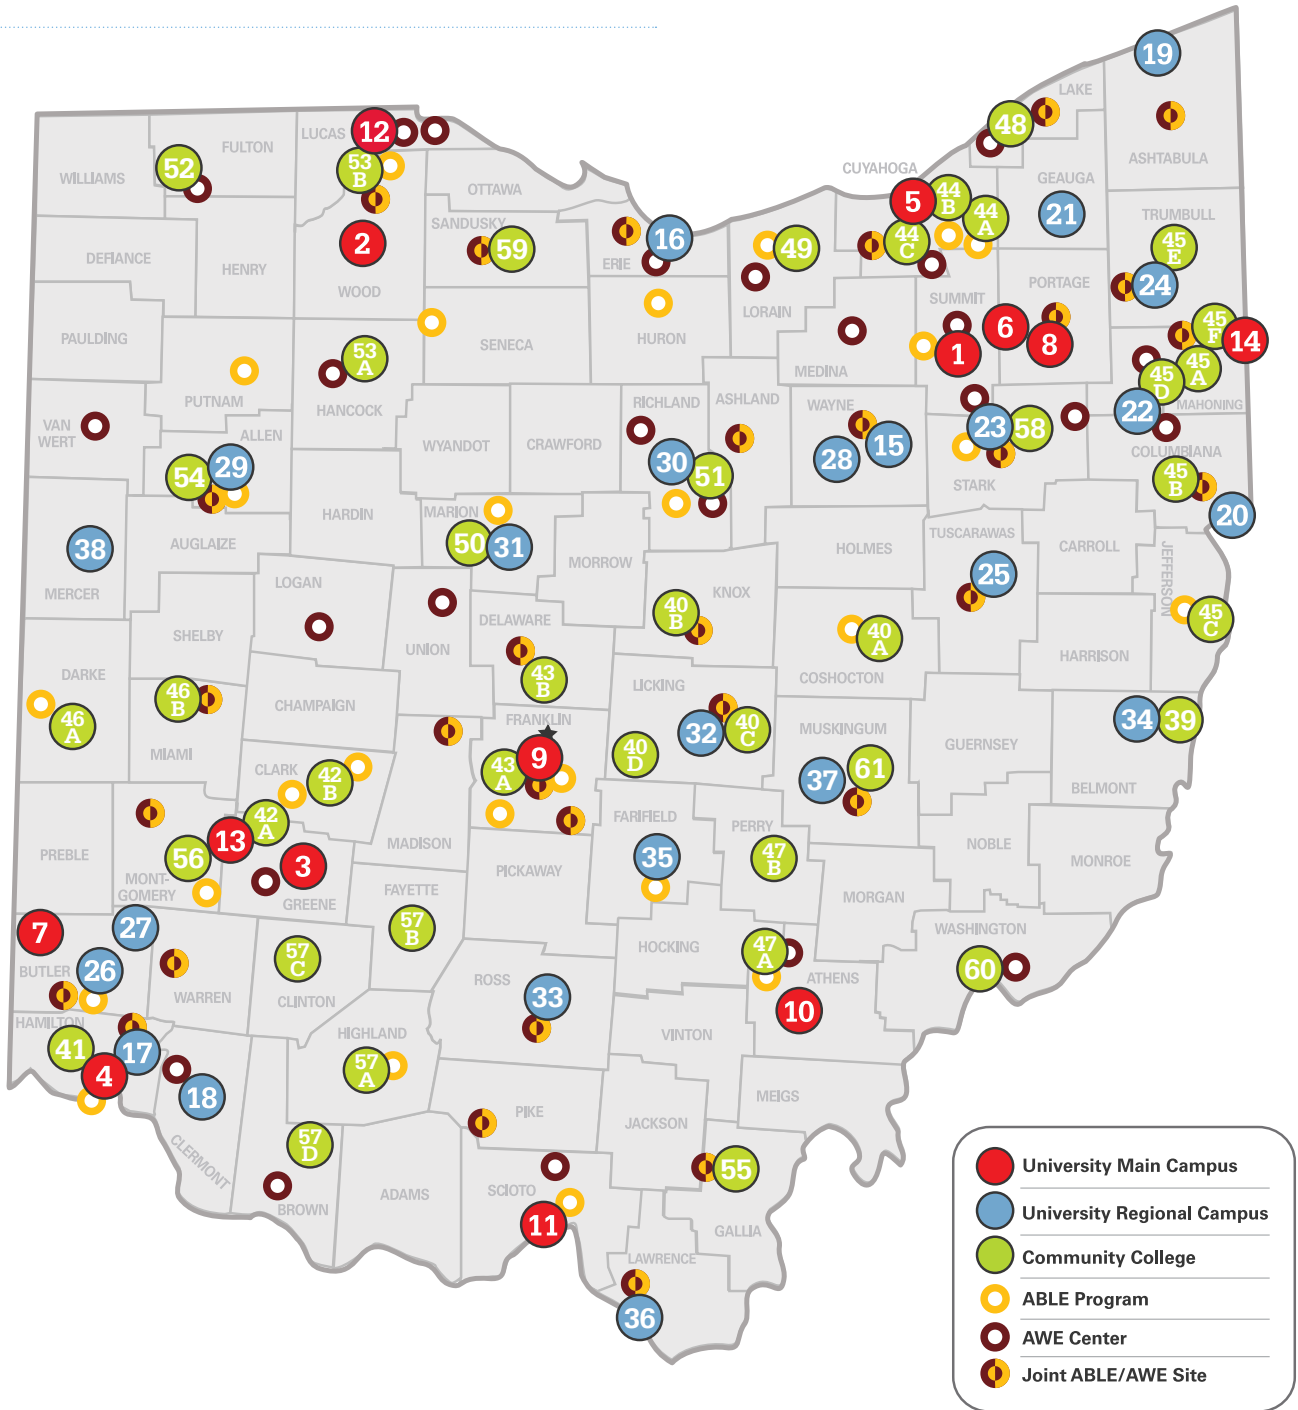 19
LAKE
48
12
LUCAS
FULTON
ASHTABULA
52
53
B
CUYAHOGA
WILLIAMS
GEAUGA
OTTAWA
5
44
B
44
A
21
TRUMBULL
SANDUSKY
2
59
16
49
44
C
45
E
DEFIANCE
HENRY
ERIE
WOOD
PORTAGE
24
SUMMIT
LORAIN
PAULDING
SENECA
HURON
6
8
1
45
F
14
53
A
MEDINA
45
A
45
D
PUTNAM
HANCOCK
RICHLAND
ASHLAND
WAYNE
22
MAHONING
VAN
WERT
ALLEN
WYANDOT
CRAWFORD
23
58
28
15
COLUMBIANA
54
29
30
51
STARK
45
B
HARDIN
MARION
20
38
AUGLAIZE
50
31
MORROW
HOLMES
TUSCARAWAS
CARROLL
JEFFERSON
LOGAN
25
MERCER
KNOX
40
B
DELAWARE
45
C
SHELBY
UNION
40
A
HARRISON
DARKE
COSHOCTON
46
B
43
B
LICKING
CHAMPAIGN
46
A
FRANKLIN
32
40
C
MUSKINGUM
GUERNSEY
34
39
MIAMI
CLARK
9
40
D
42
B
43
A
37
61
BELMONT
FARIFIELD
42
A
PERRY
13
MADISON
NOBLE
PREBLE
56
3
PICKAWAY
35
47
B
MONROE
MONT-
GOMERY
GREENE
FAYETTE
MORGAN
7
27
57
B
WASHINGTON
HOCKING
47
A
57
C
BUTLER
26
60
ROSS
ATHENS
WARREN
CLINTON
33
10
HAMILTON
HIGHLAND
VINTON
41
17
4
57
A
18
MEIGS
PIKE
JACKSON
57
D
CLERMONT
55
SCIOTO
ADAMS
BROWN
11
GALLIA
LAWRENCE
36
University Main Campus
University Regional Campus
Community College
ABLE Program
AWE Center
Joint ABLE/AWE Site